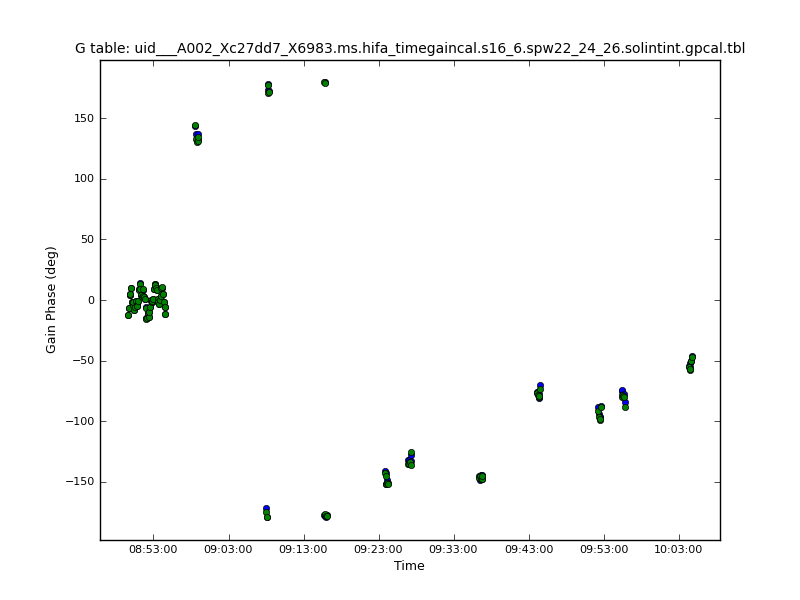 G table: uid___A002_Xc27dd7_X6983.ms.hifa_timegaincal.s16_6.spw22_24_26.solintint.gpcal.tbl
Gain Phase (deg)
150
100
50
0
−50
−100
−150
08:53:00 09:03:00 09:13:00 09:23:00 09:33:00 09:43:00 09:53:00 10:03:00
Time